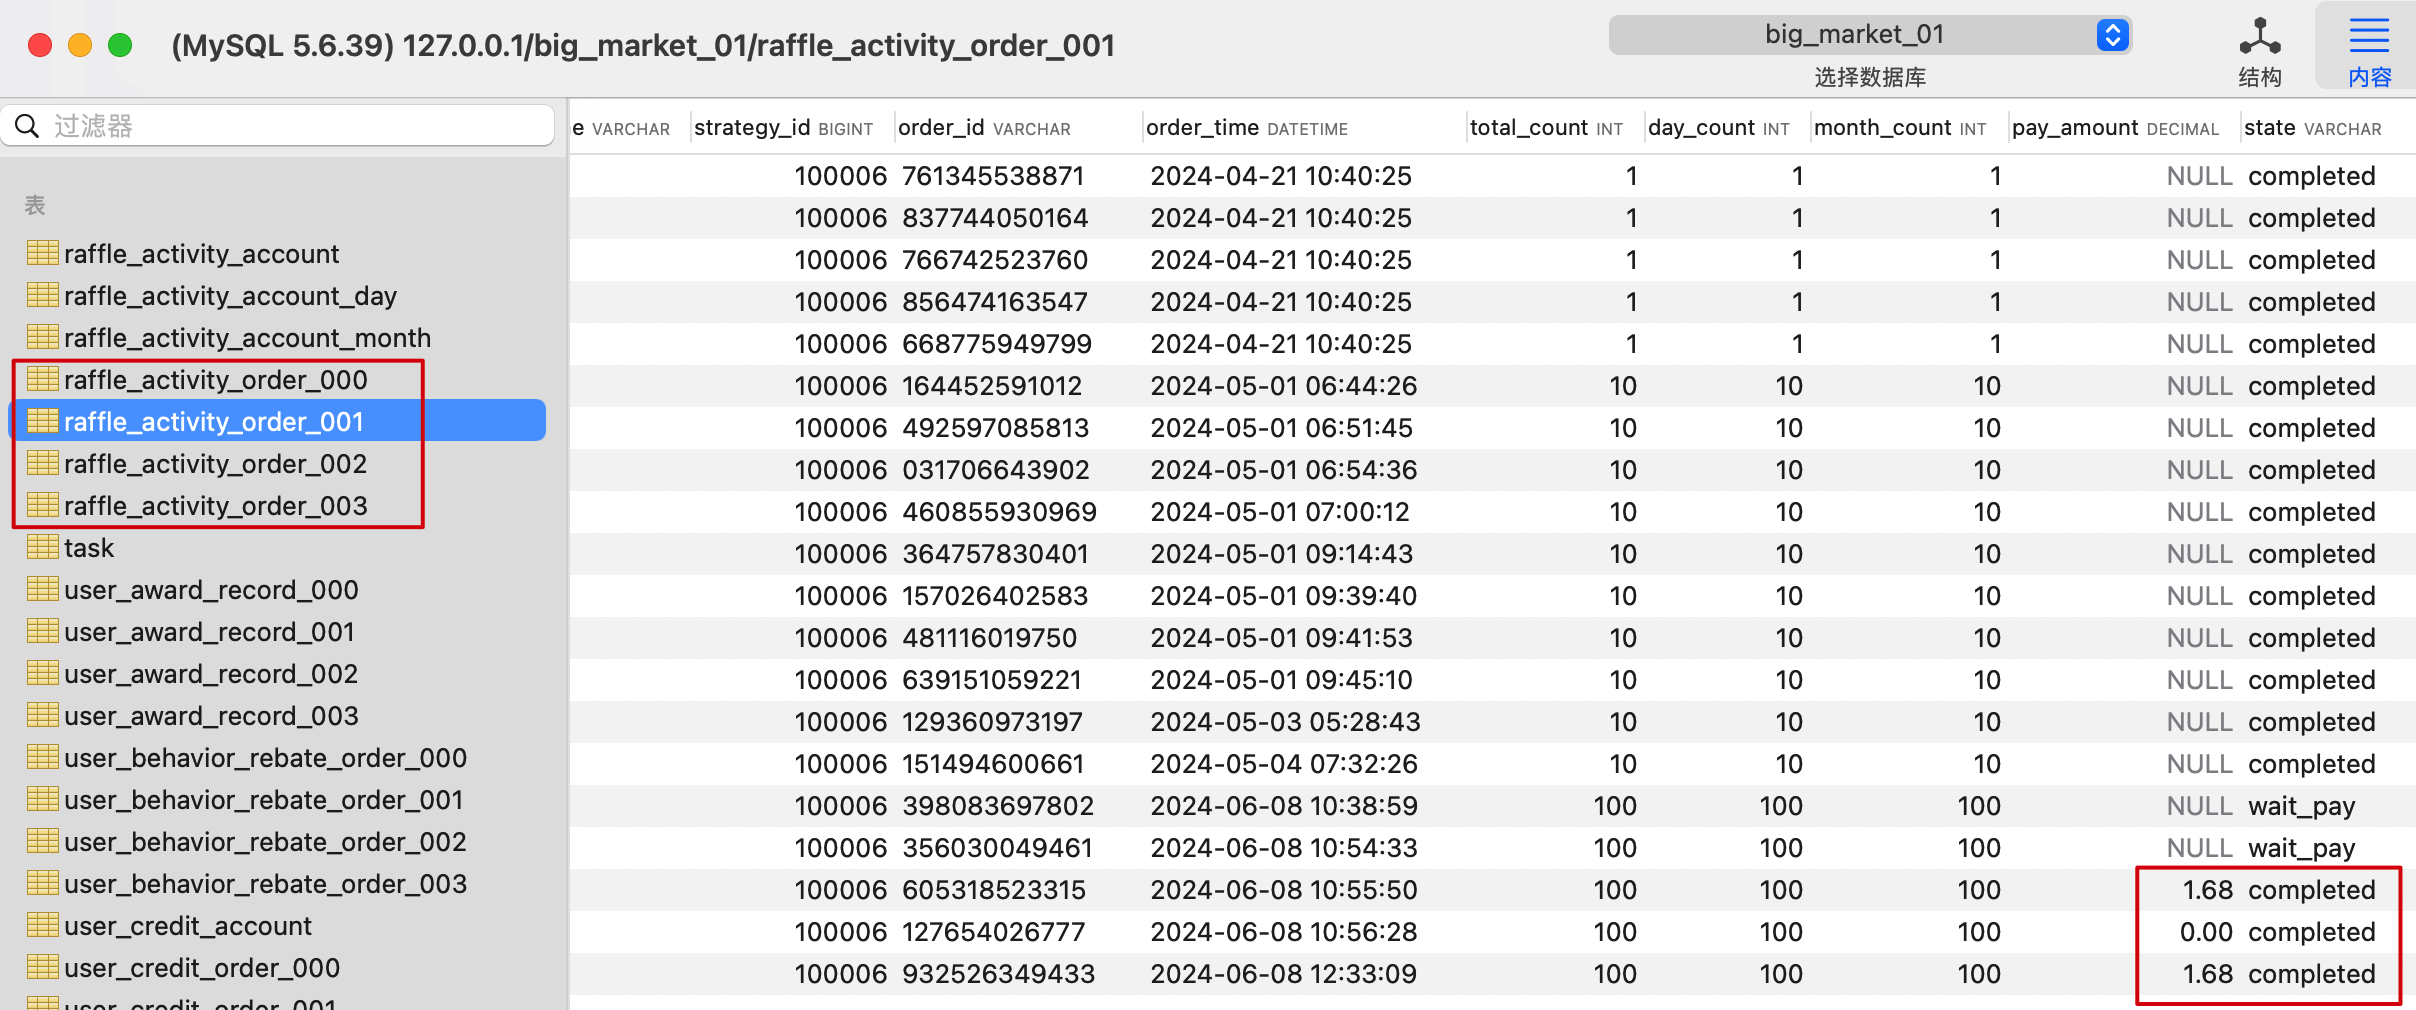 (MySQL 5.6.39) 127.0.0.1/big_market_01/raffle_activity_order_001
big_market_01
选择数据库
结构
内容
过滤器
表
raffle_activity_account
raffle_activity_account_day
raffle_activity_account_month
raffle_activity_order_000
raffle_activity_order_001
raffle_activity_order_002
raffle_activity_order_003
task
user_award_record_000
user_award_record_001
user_award_record_002
user_award_record_003
user_behavior_rebate_order_000
user_behavior_rebate_order_001
user_behavior_rebate_order_002
user_behavior_rebate_order_003
user_credit_account
user_credit_order_000
user_credit_order_001
e VARCHAR strategy_id BIGINT order_id VARCHAR order_time DATETIME total_count INT day_count INT month_count INT pay_amount DECIMAL state VARCHAR
100006 761345538871 2024-04-21 10:40:25 1 1 1 NULL completed
100006 837744050164 2024-04-21 10:40:25 1 1 1 NULL completed
100006 766742523760 2024-04-21 10:40:25 1 1 1 NULL completed
100006 856474163547 2024-04-21 10:40:25 1 1 1 NULL completed
100006 668775949799 2024-04-21 10:40:25 1 1 1 NULL completed
100006 164452591012 2024-05-01 06:44:26 10 10 10 NULL completed
100006 492597085813 2024-05-01 06:51:45 10 10 10 NULL completed
100006 031706643902 2024-05-01 06:54:36 10 10 10 NULL completed
100006 460855930969 2024-05-01 07:00:12 10 10 10 NULL completed
100006 364757830401 2024-05-01 09:14:43 10 10 10 NULL completed
100006 157026402583 2024-05-01 09:39:40 10 10 10 NULL completed
100006 481116019750 2024-05-01 09:41:53 10 10 10 NULL completed
100006 639151059221 2024-05-01 09:45:10 10 10 10 NULL completed
100006 129360973197 2024-05-03 05:28:43 10 10 10 NULL completed
100006 151494600661 2024-05-04 07:32:26 10 10 10 NULL completed
100006 398083697802 2024-06-08 10:38:59 100 100 100 NULL wait_pay
100006 356030049461 2024-06-08 10:54:33 100 100 100 NULL wait_pay
100006 605318523315 2024-06-08 10:55:50 100 100 100 1.68 completed
100006 127654026777 2024-06-08 10:56:28 100 100 100 0.00 completed
100006 932526349433 2024-06-08 12:33:09 100 100 100 1.68 completed